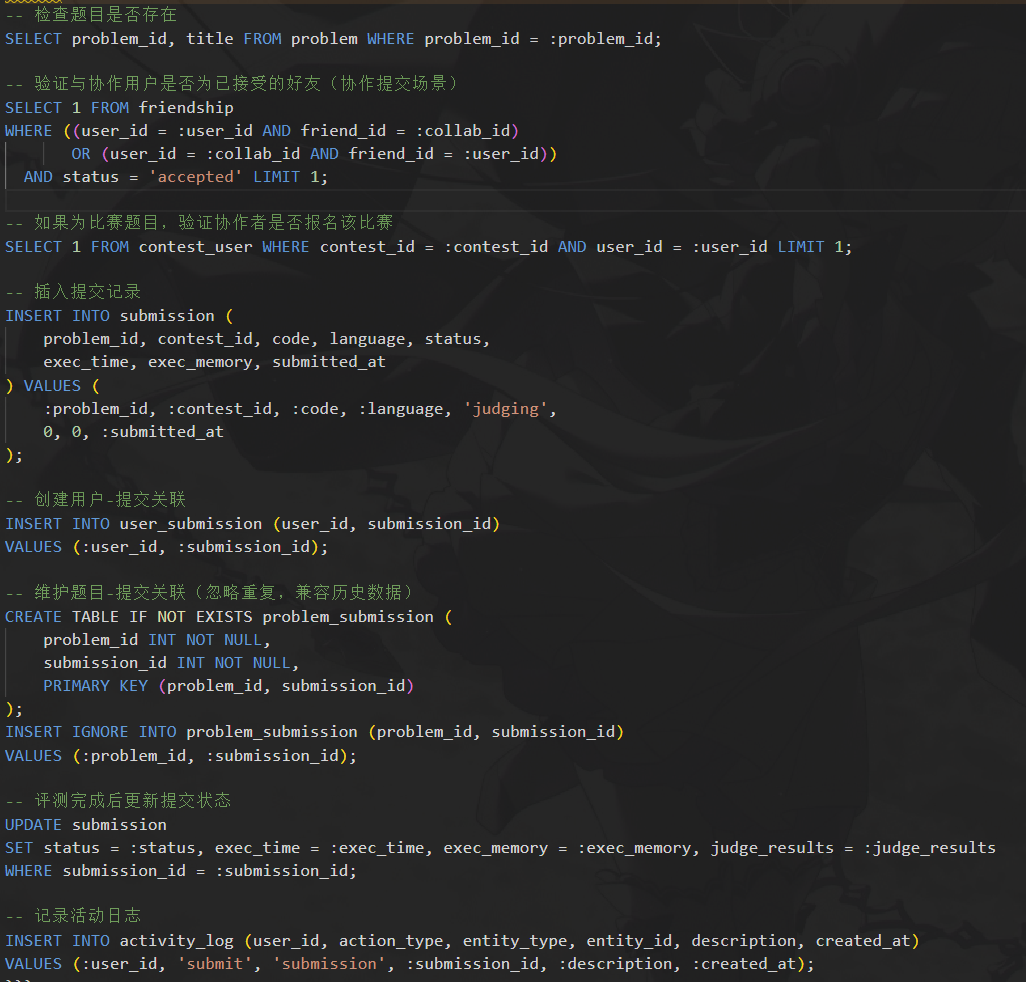 -- 检查题目是否存在
SELECT problem_id, title FROM problem WHERE problem_id = :problem_id;
-- 验证与协作用户是否为已接受的好友（协作提交场景）
SELECT 1 FROM friendship
WHERE ((user_id = :user_id AND friend_id = :collab_id)
OR (user_id = :collab_id AND friend_id = :user_id))
AND status = 'accepted' LIMIT 1;
-- 如果为比赛题目，验证协作者是否报名该比赛
SELECT 1 FROM contest_user WHERE contest_id = :contest_id AND user_id = :user_id LIMIT 1;
-- 插入提交记录
INSERT INTO submission (
problem_id, contest_id, code, language, status,
exec_time, exec_memory, submitted_at
) VALUES (
:problem_id, :contest_id, :code, :language, 'judging',
0, 0, :submitted_at
);
-- 创建用户-提交关联
INSERT INTO user_submission (user_id, submission_id)
VALUES (:user_id, :submission_id);
-- 维护题目-提交关联（忽略重复，兼容历史数据）
CREATE TABLE IF NOT EXISTS problem_submission (
problem_id INT NOT NULL,
submission_id INT NOT NULL,
PRIMARY KEY (problem_id, submission_id)
);
INSERT IGNORE INTO problem_submission (problem_id, submission_id)
VALUES (:problem_id, :submission_id);
-- 评测完成后更新提交状态
UPDATE submission
SET status = :status, exec_time = :exec_time, exec_memory = :exec_memory, judge_results = :judge_results
WHERE submission_id = :submission_id;
-- 记录活动日志
INSERT INTO activity_log (user_id, action_type, entity_type, entity_id, description, created_at)
VALUES (:user_id, 'submit', 'submission', :submission_id, :description, :created_at);
```